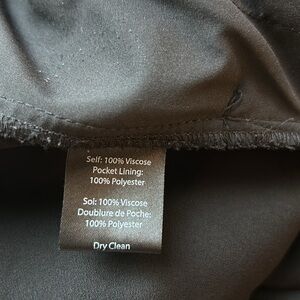 Self: 100% Viscose
Pocket Lining:
100% Polyester
Soi: 100% Viscose
Doublure de Poche:
100% Polyester
Dry Clean